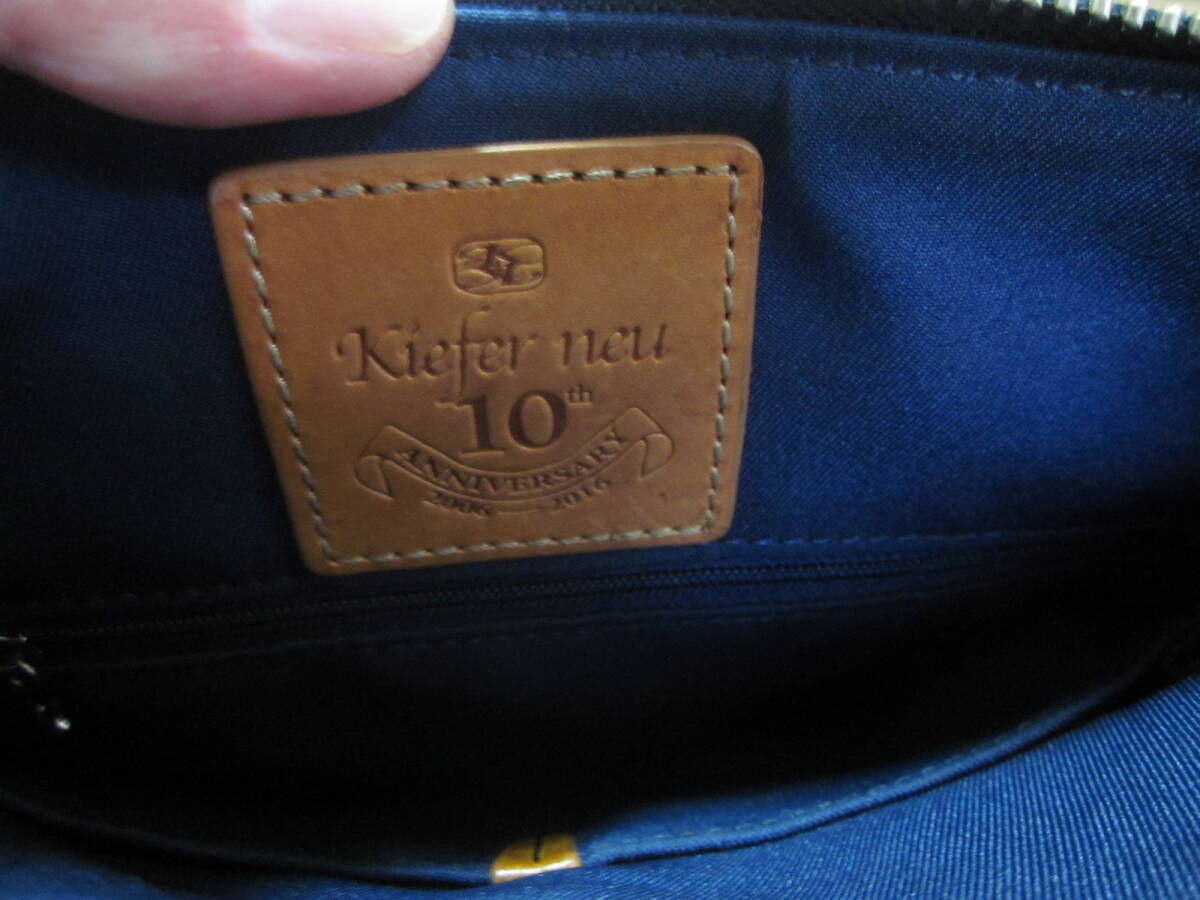 Kiefer neu
10th
ANNIVERSARY
2006 2016